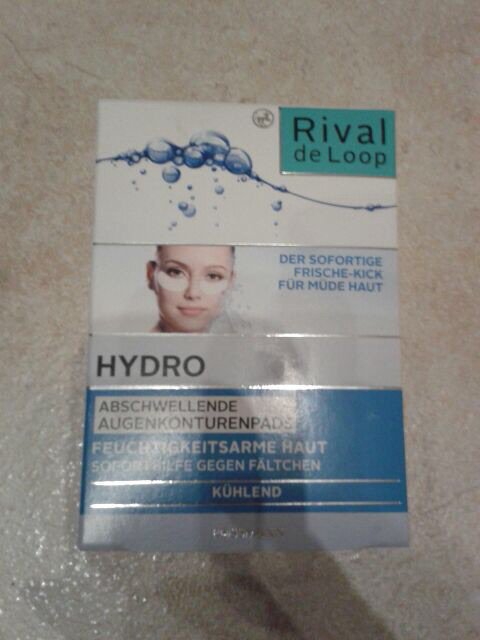 Rival
de Loop
DER SOFORTIGE
FRISCHE-KICK
FÜR MÜDE HAUT
HYDRO
ABSCHWELLENDE
AUGENKONTURENPADS
FEUCHTIGKEITSARME HAUT
SOFORTHILFE GEGEN FÄLTCHEN
KÜHLEND